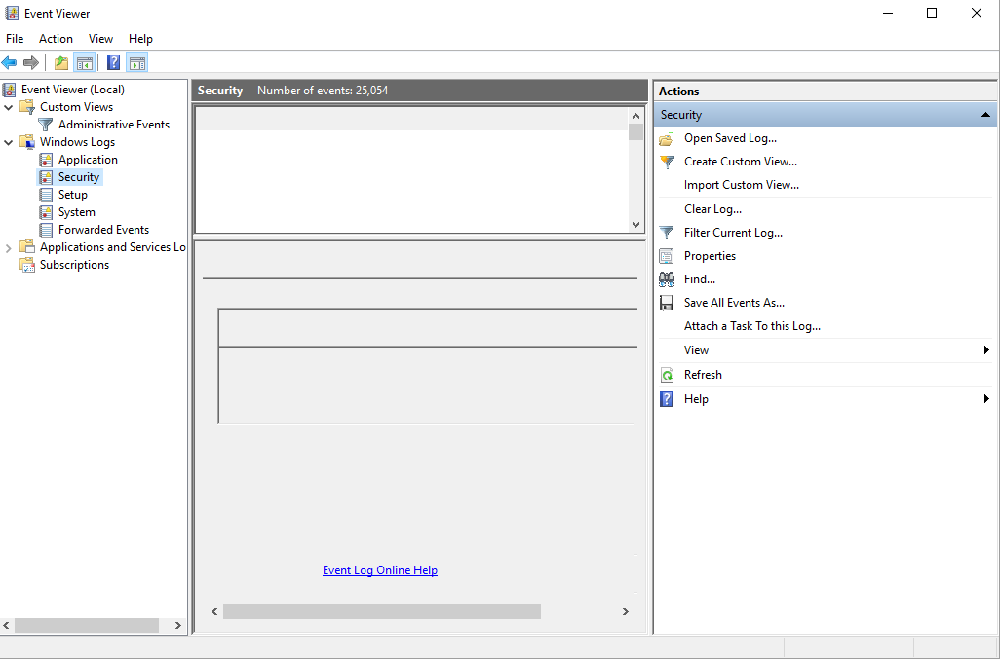 Event Viewer
File Action View Help
Event Viewer (Local)
Custom Views
Administrative Events
Windows Logs
Application
Security
Setup
System
Forwarded Events
Applications and Services Lo
Subscriptions
Security Number of events: 25,054
Event Log Online Help
Actions
Security
Open Saved Log...
Create Custom View...
Import Custom View...
Clear Log...
Filter Current Log...
Properties
Find...
Save All Events As...
Attach a Task To this Log...
View
Refresh
Help